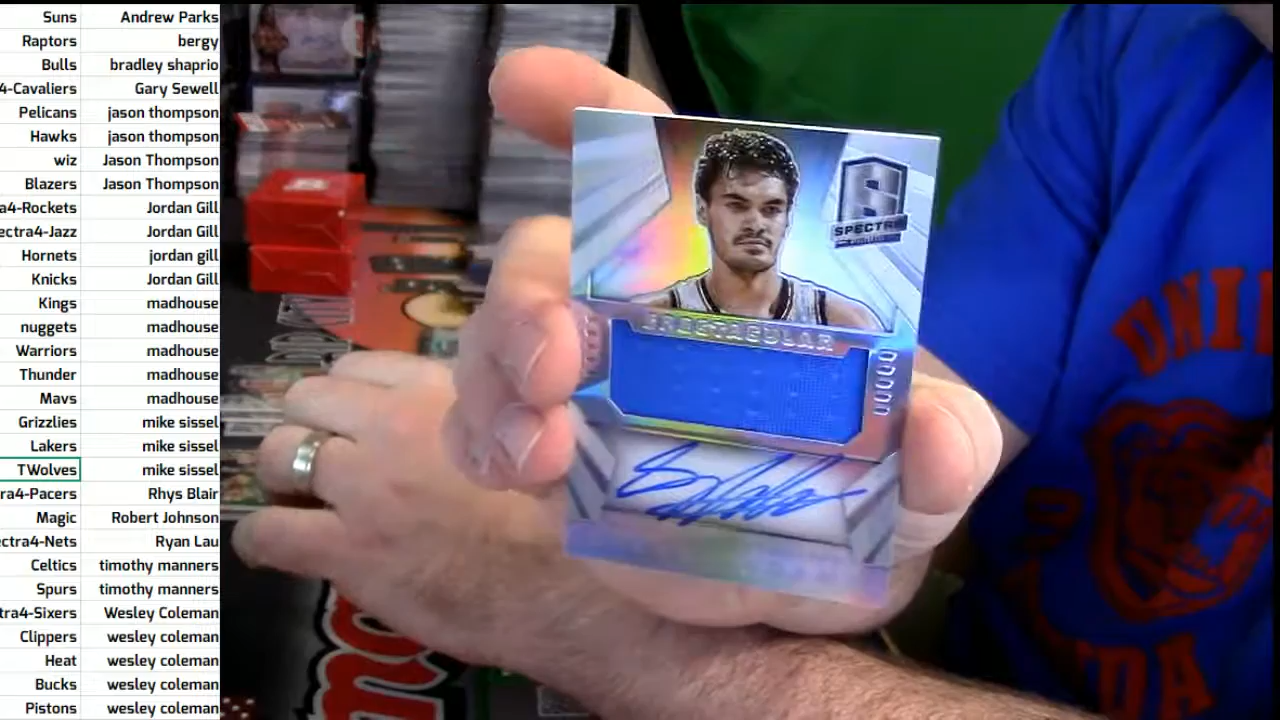 Suns Andrew Parks
Raptors bergy
Bulls bradley shaprio
4-Cavaliers Gary Sewell
Pelicans jason thompson
Hawks jason thompson
wiz Jason Thompson
Blazers Jason Thompson
a4-Rockets Jordan Gill
ectra4-Jazz Jordan Gill
Hornets jordan gill
Knicks Jordan Gill
Kings madhouse
nuggets madhouse
Warriors madhouse
Thunder madhouse
Mavs madhouse
Grizzlies mike sissel
Lakers mike sissel
TWolves mike sissel
ra4-Pacers Rhys Blair
Magic Robert Johnson
ctra4-Nets Ryan Lau
Celtics timothy manners
Spurs timothy manners
tra4-Sixers Wesley Coleman
Clippers wesley coleman
Heat wesley coleman
Bucks wesley coleman
Pistons wesley coleman
SPECTRA
SPECTACULAR
UNI